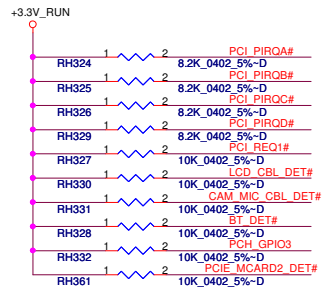 +3.3V_RUN
1 2 PCI_PIRQA#
RH324 8.2K_0402_5%~D
1 2 PCI_PIRQB#
RH325 8.2K_0402_5%~D
1 2 PCI_PIRQC#
RH326 8.2K_0402_5%~D
1 2 PCI_PIRQD#
RH329 8.2K_0402_5%~D
1 2 PCI_REQ1#
RH327 10K_0402_5%~D
1 2 LCD_CBL_DET#
RH330 10K_0402_5%~D
1 2 CAM_MIC_CBL_DET#
RH331 10K_0402_5%~D
1 2 BT_DET#
RH328 10K_0402_5%~D
1 2 PCH_GPIO3
RH332 10K_0402_5%~D
1 2 PCIE_MCARD2_DET#
RH361 10K_0402_5%~D